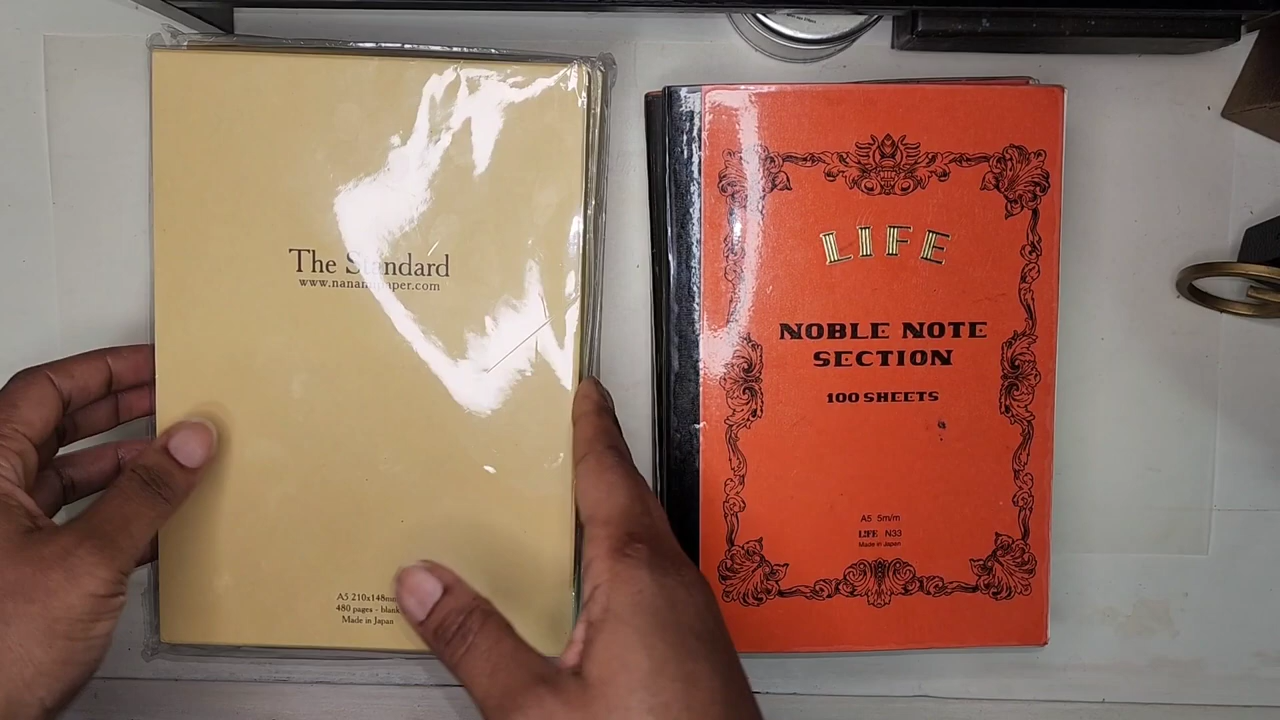 The Standard
www.nanamipaper.com
A5 210x148mm
480 pages - blank
Made in Japan
LIFE
NOBLE NOTE
SECTION
100 SHEETS
A5 5m/m
LIFE N33
Made in Japan